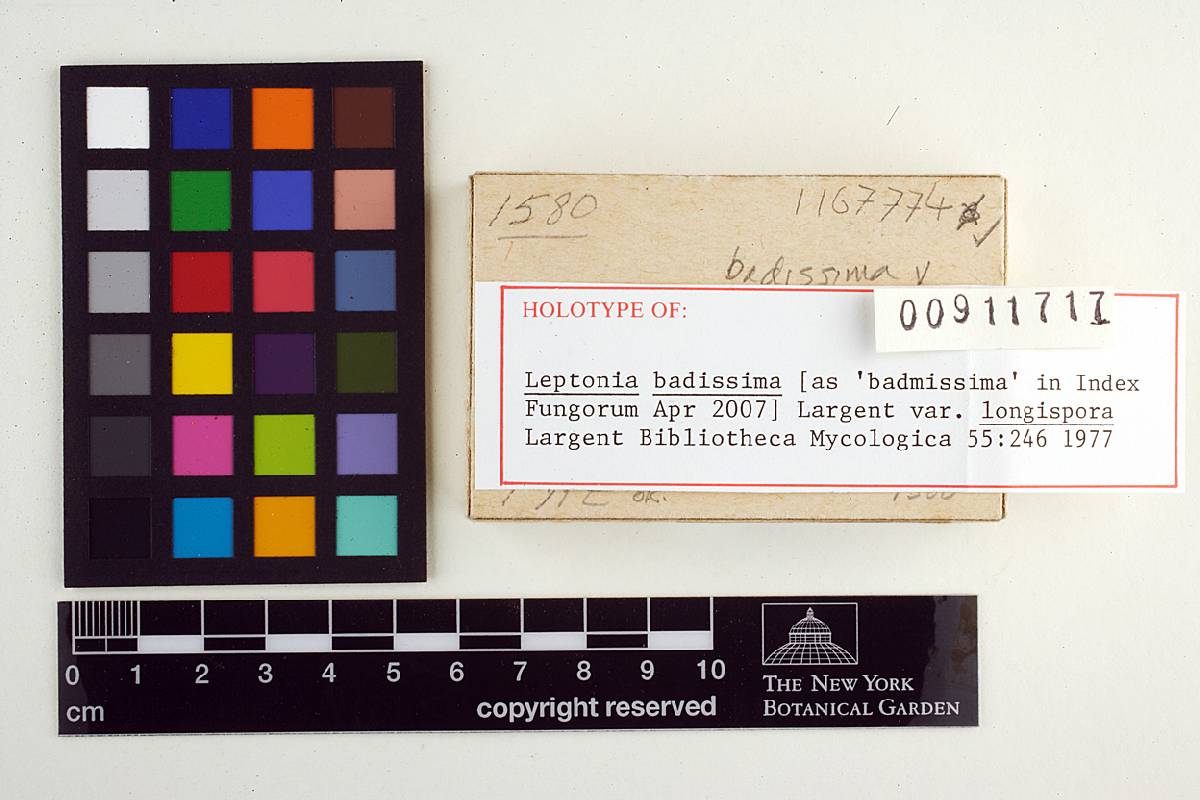 1580
1167774
badissima v
HOLOTYPE OF:
00911717
Leptonia badissima [as 'badmissima' in Index
Fungorum Apr 2007] Largent var. longispora
Largent Bibliotheca Mycologica 55:246 1977
0 1 2 3 4 5 6 7 8 9 10
cm
copyright reserved
THE NEW YORK
BOTANICAL GARDEN